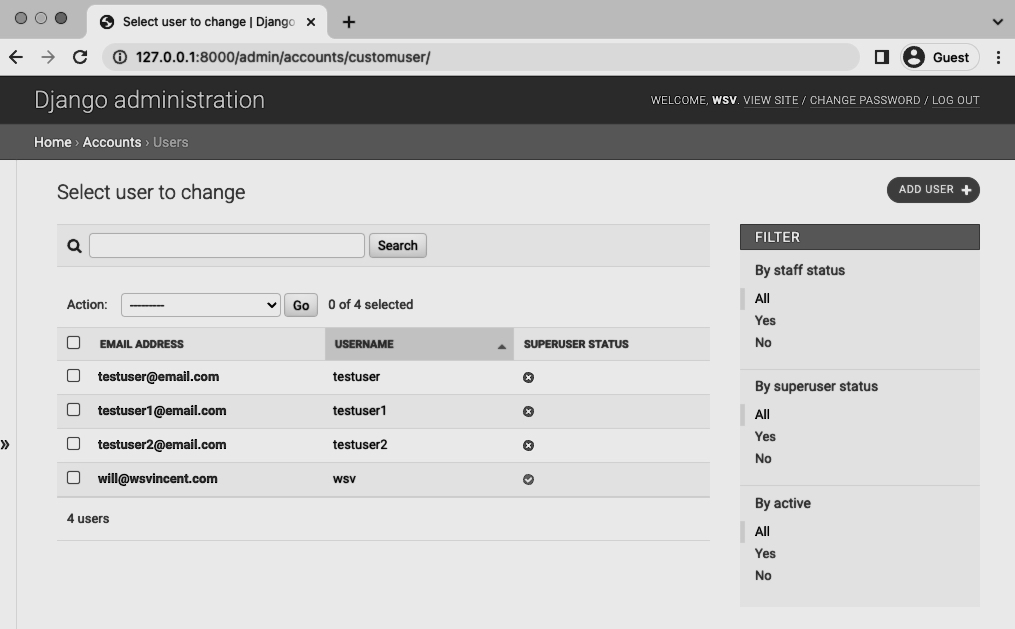 Select user to change | Django
127.0.0.1:8000/admin/accounts/customuser/
Guest
Django administration
WELCOME, WSV. VIEW SITE / CHANGE PASSWORD / LOG OUT
Home › Accounts › Users
Select user to change
ADD USER +
Search
Action: --------- Go 0 of 4 selected
EMAIL ADDRESS USERNAME SUPERUSER STATUS
testuser@email.com testuser
testuser1@email.com testuser1
testuser2@email.com testuser2
will@wsvincent.com wsv
4 users
FILTER
By staff status
All
Yes
No
By superuser status
All
Yes
No
By active
All
Yes
No